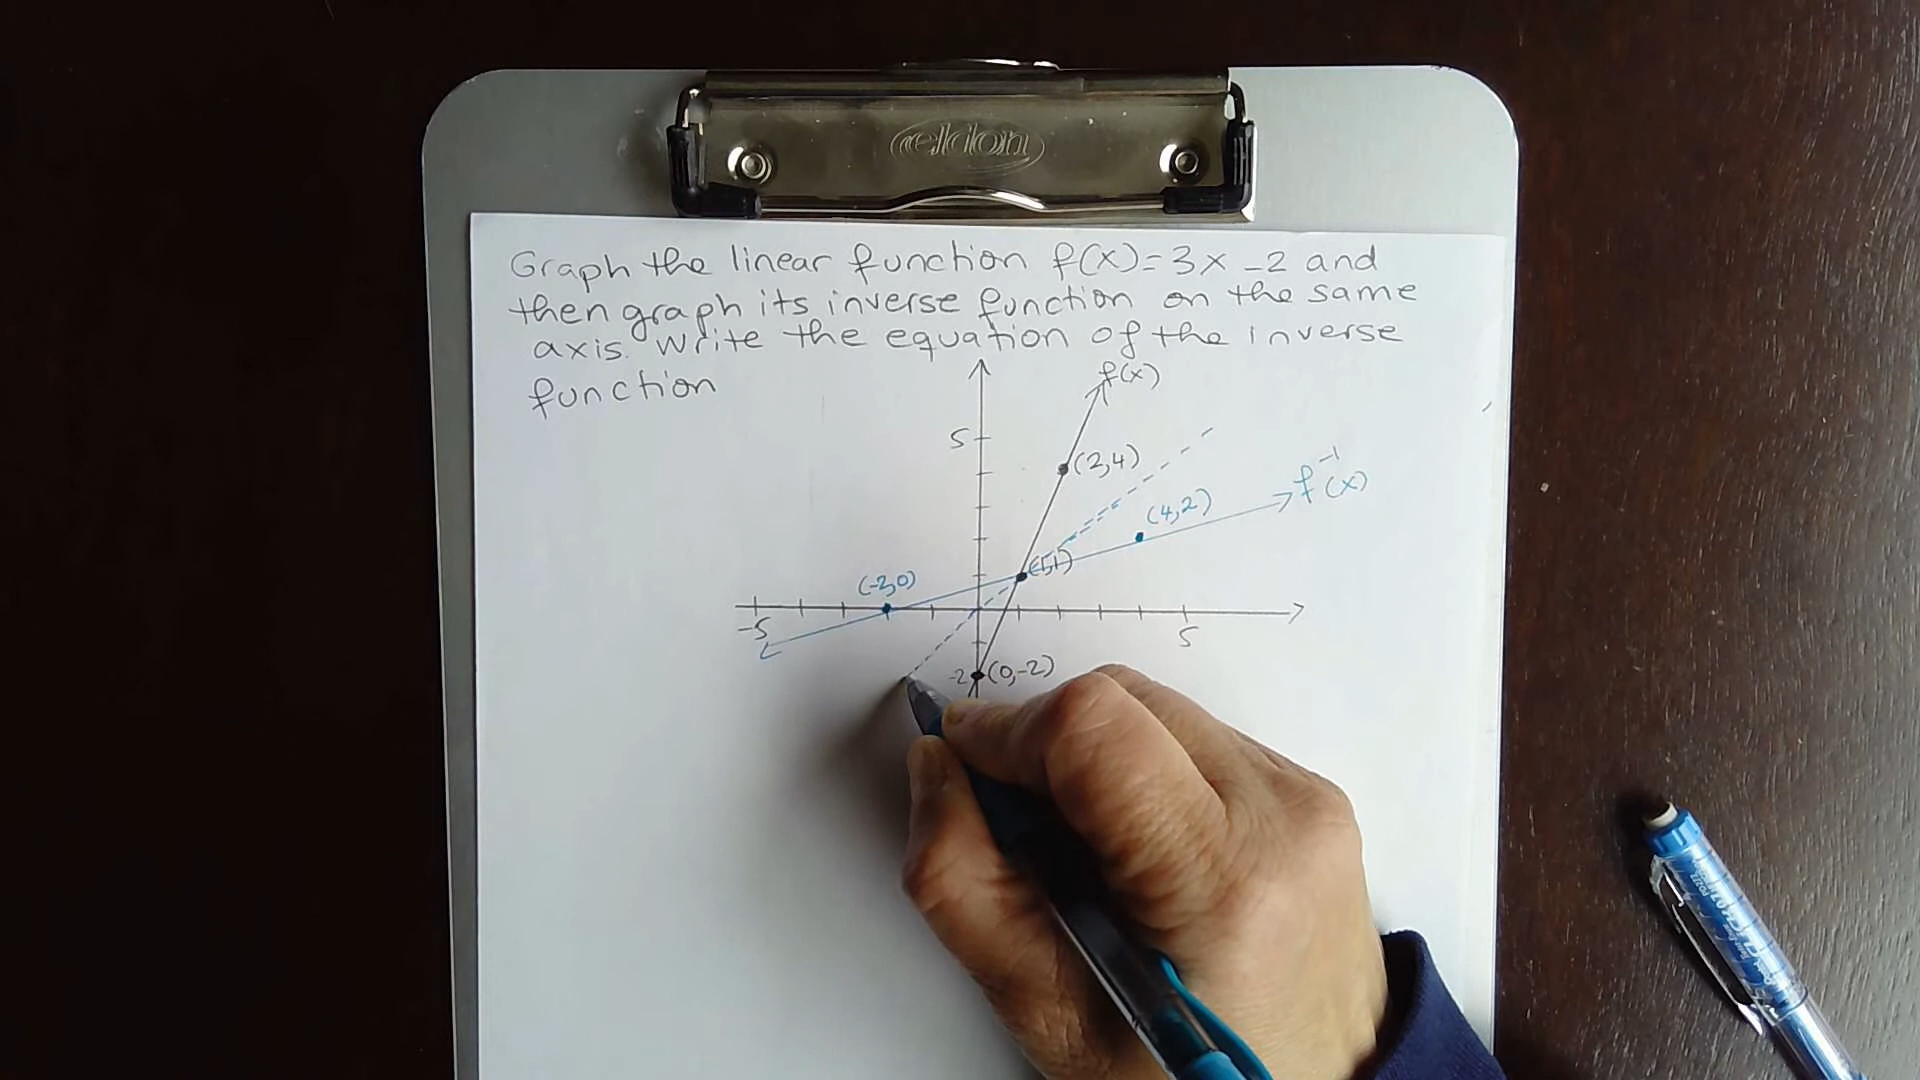 eldon
Graph the linear function f(x)=3x-2 and
then graph its inverse function on the same
axis. Write the equation of the inverse
function
f(x)
5
(2,4)
f⁻¹(x)
(4,2)
(1,1)
(-2,0)
-5
5
-2
(0,-2)